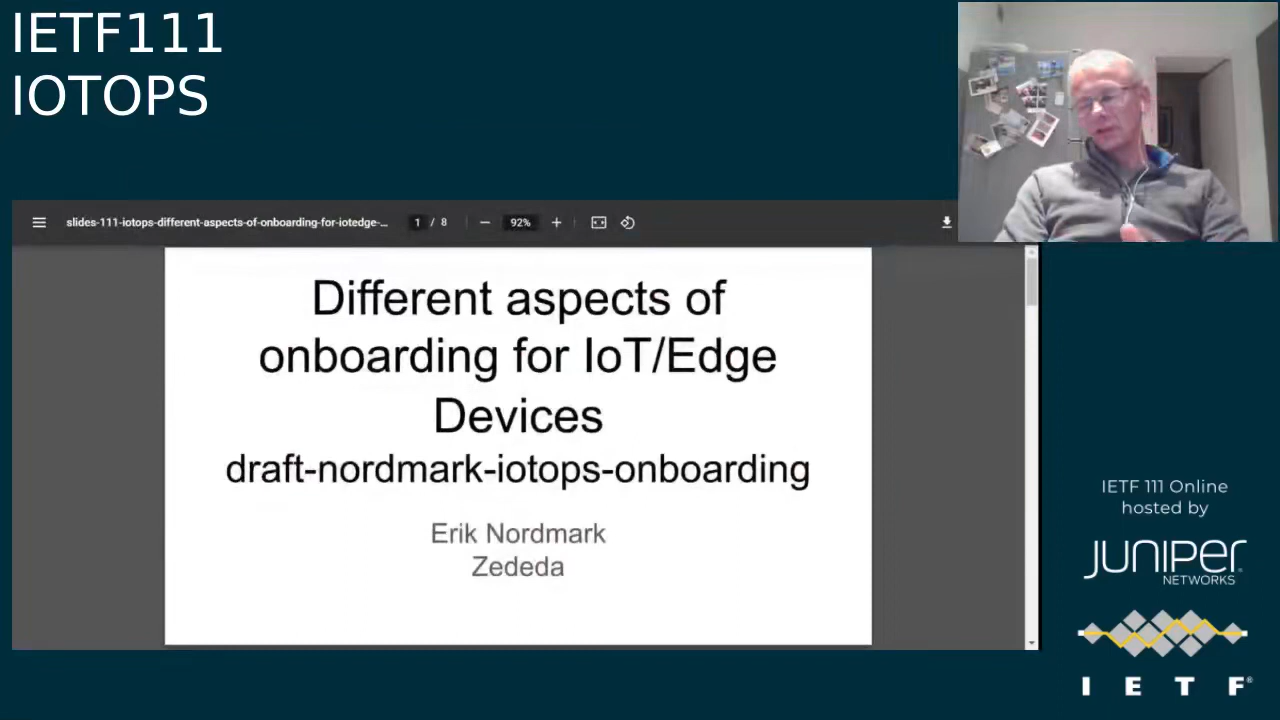 IETF111
IOTOPS
slides-111-iotops-different-aspects-of-onboarding-for-iotedge-...
1 / 8
92%
Different aspects of
onboarding for IoT/Edge
Devices
draft-nordmark-iotops-onboarding
Erik Nordmark
Zededa
IETF 111 Online
hosted by
JUNIPER
NETWORKS
I E T F®